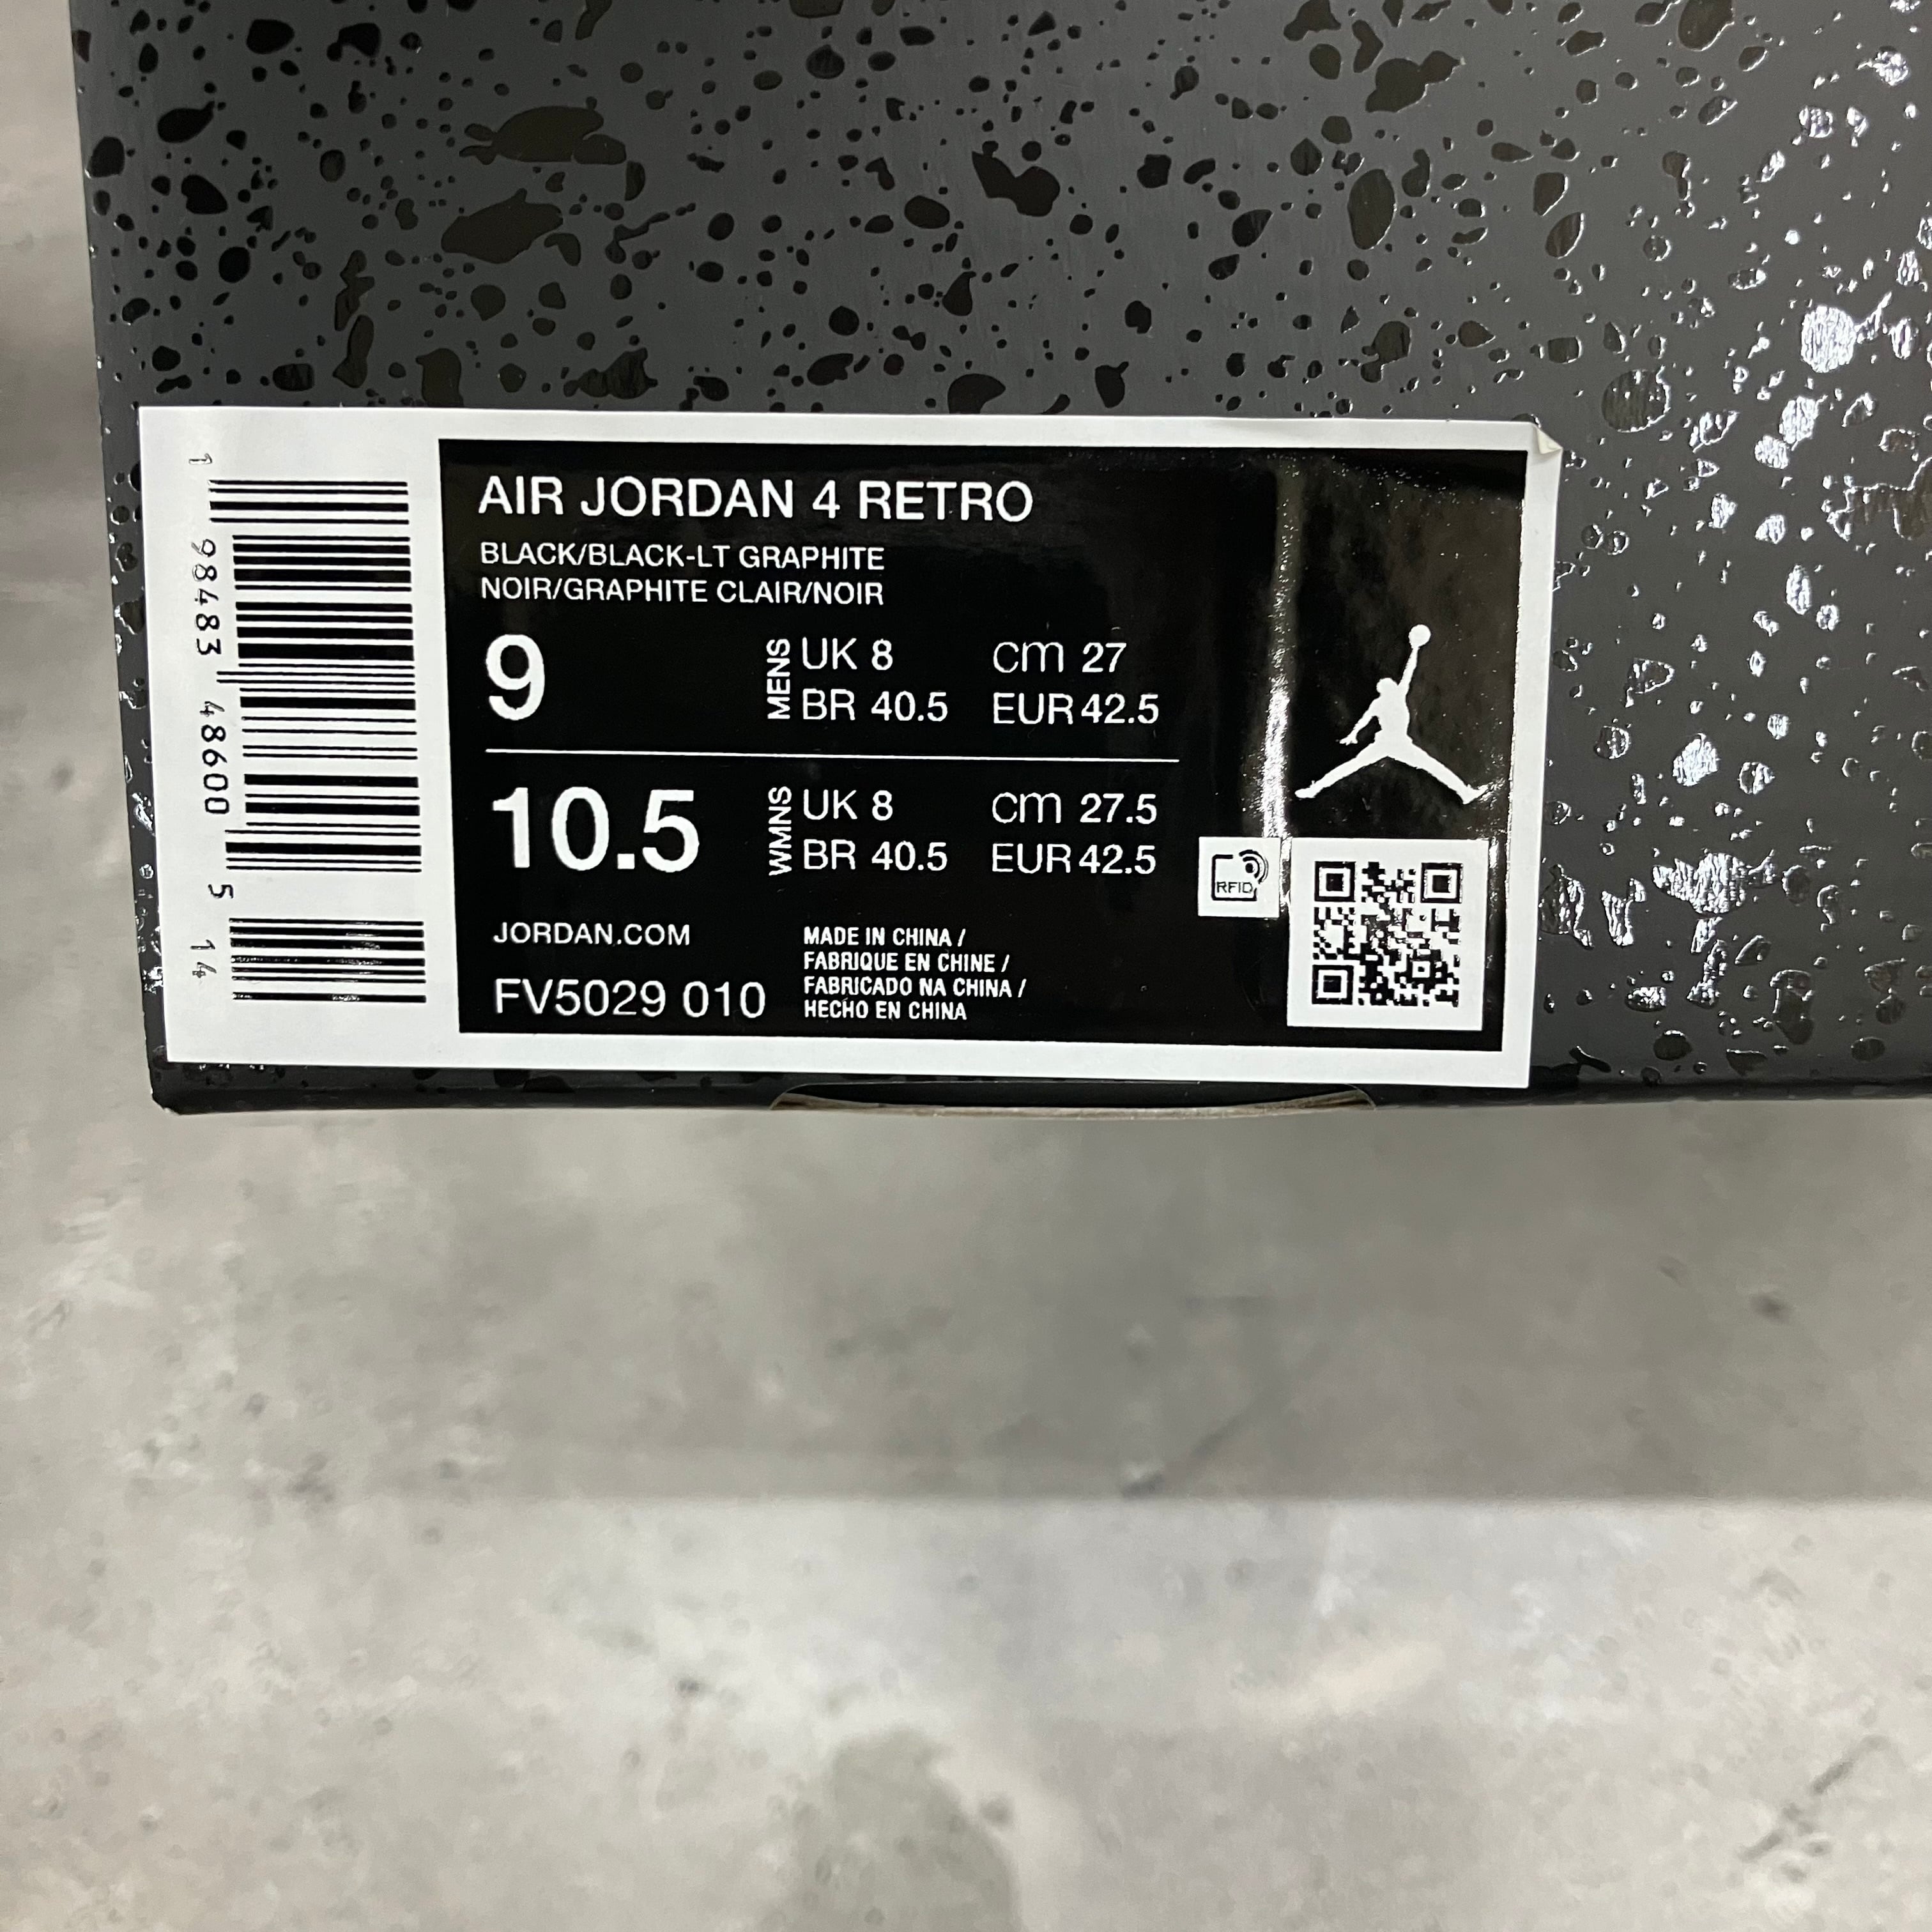 1 98483 48600 5 14
AIR JORDAN 4 RETRO
BLACK/BLACK-LT GRAPHITE
NOIR/GRAPHITE CLAIR/NOIR
9 MENS UK 8 cm 27
BR 40.5 EUR 42.5
10.5 WMNS UK 8 cm 27.5
BR 40.5 EUR 42.5
RFID
JORDAN.COM
FV5029 010
MADE IN CHINA /
FABRIQUE EN CHINE /
FABRICADO NA CHINA /
HECHO EN CHINA